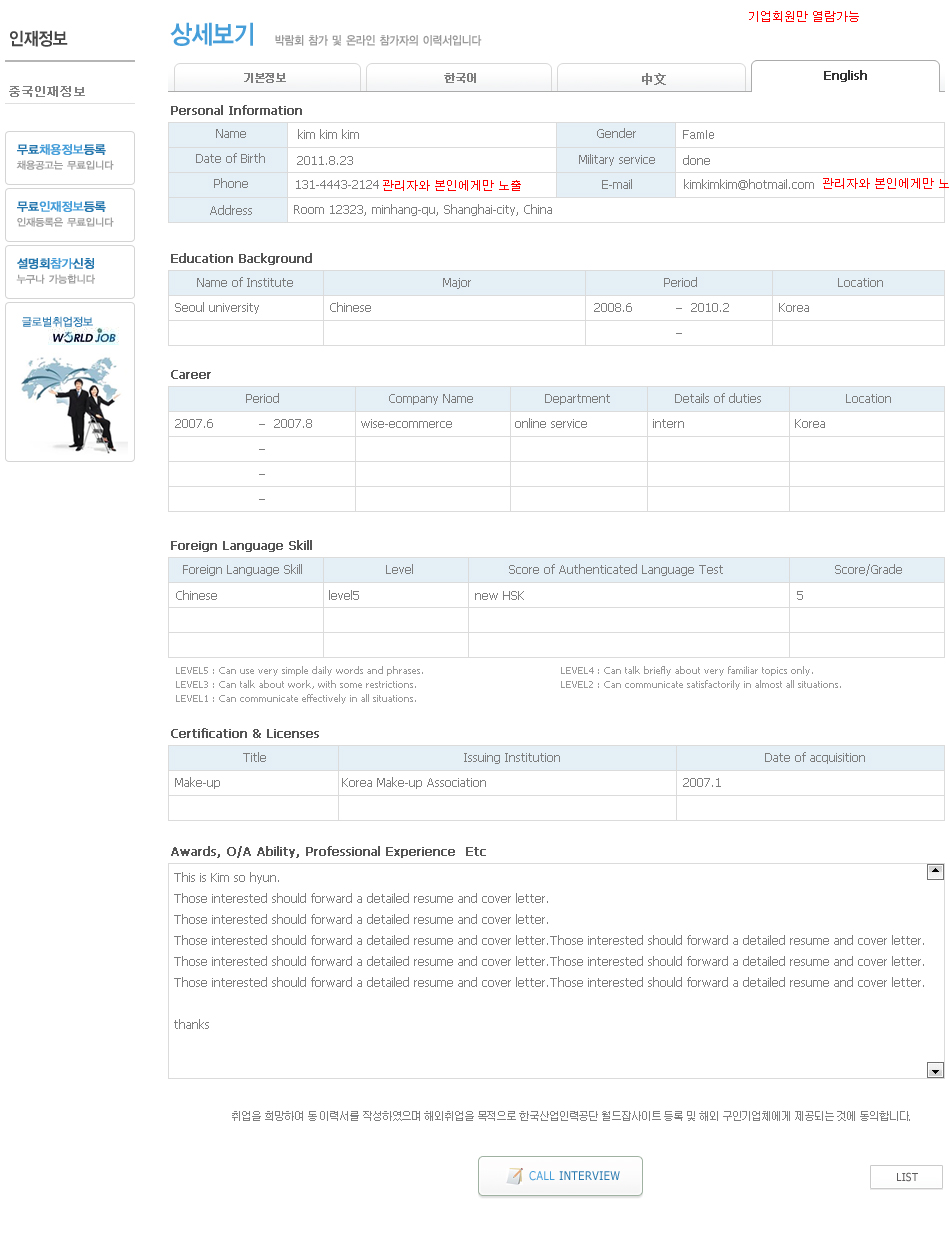 기업회원만 열람가능
인재정보
상세보기 박람회 참가 및 온라인 참가자의 이력서입니다
중국인재정보
무료채용정보등록
채용공고는 무료입니다
무료인재정보등록
인재등록은 무료입니다
설명회참가신청
누구나 가능합니다
글로벌취업정보
WORLD JOB
기본정보 한국어 中文 English
Personal Information
Name kim kim kim Gender Famle
Date of Birth 2011.8.23 Military service done
Phone 131-4443-2124 관리자와 본인에게만 노출 E-mail kimkimkim@hotmail.com 관리자와 본인에게만 노
Address Room 12323, minhang-qu, Shanghai-city, China
Education Background
Name of Institute Major Period Location
Seoul university Chinese 2008.6 – 2010.2 Korea
–
Career
Period Company Name Department Details of duties Location
2007.6 – 2007.8 wise-ecommerce online service intern Korea
–
–
–
Foreign Language Skill
Foreign Language Skill Level Score of Authenticated Language Test Score/Grade
Chinese level5 new HSK 5
LEVEL5 : Can use very simple daily words and phrases. LEVEL4 : Can talk briefly about very familiar topics only.
LEVEL3 : Can talk about work, with some restrictions. LEVEL2 : Can communicate satisfactorily in almost all situations.
LEVEL1 : Can communicate effectively in all situations.
Certification & Licenses
Title Issuing Institution Date of acquisition
Make-up Korea Make-up Association 2007.1
Awards, O/A Ability, Professional Experience Etc
This is Kim so hyun.
Those interested should forward a detailed resume and cover letter.
Those interested should forward a detailed resume and cover letter.
Those interested should forward a detailed resume and cover letter.Those interested should forward a detailed resume and cover letter.
Those interested should forward a detailed resume and cover letter.Those interested should forward a detailed resume and cover letter.
Those interested should forward a detailed resume and cover letter.Those interested should forward a detailed resume and cover letter.
thanks
취업을 희망하여 동 이력서를 작성하였으며 해외취업을 목적으로 한국산업인력공단 월드잡사이트 등록 및 해외 구인기업체에게 제공되는 것에 동의합니다.
CALL INTERVIEW
LIST